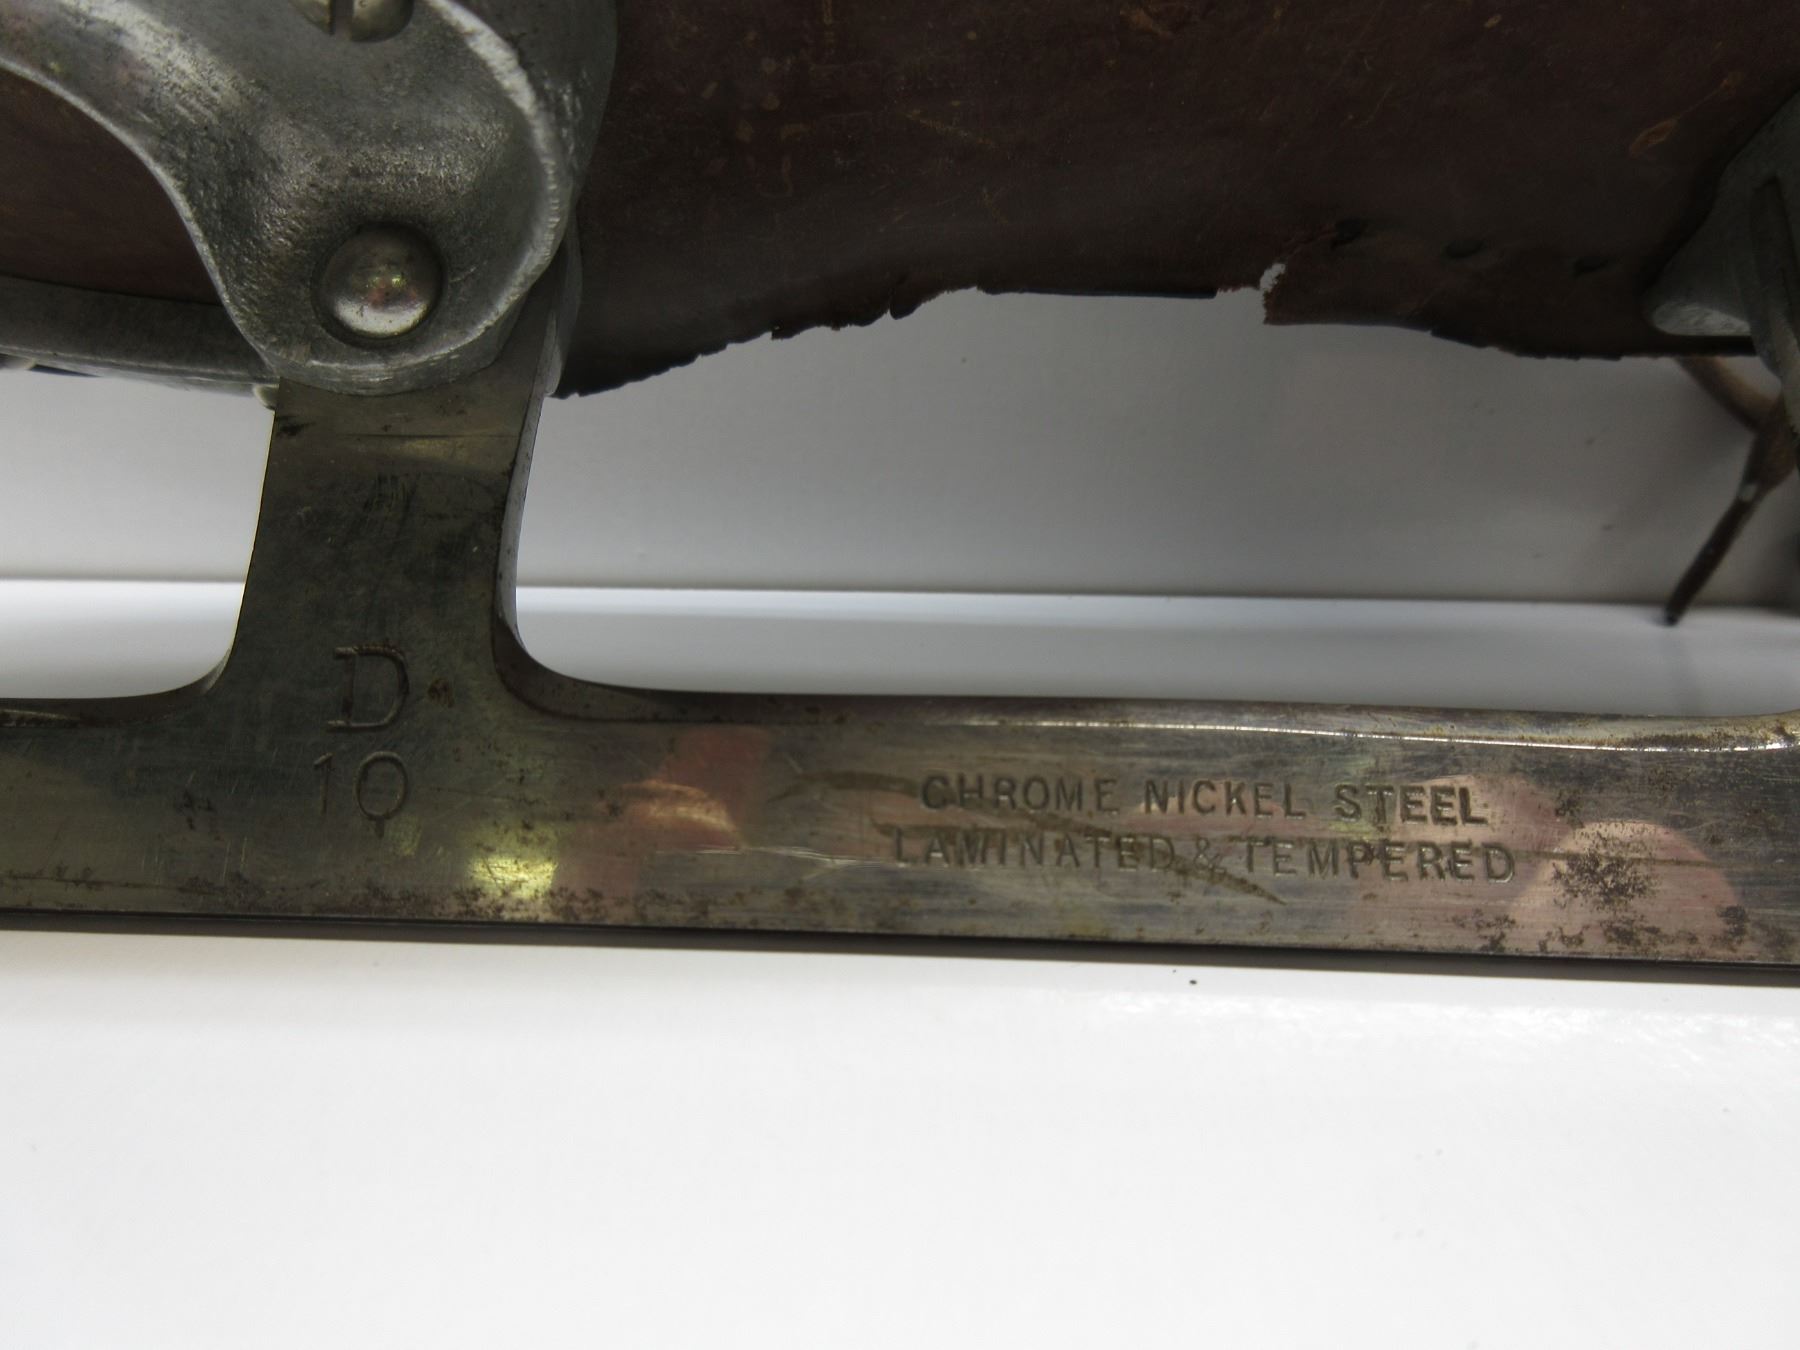 D
10
CHROME NICKEL STEEL
LAMINATED & TEMPERED